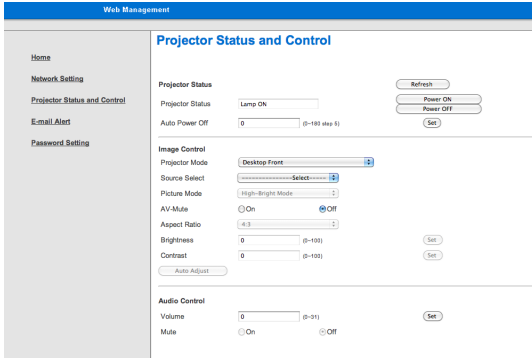 Web Management
Projector Status and Control
Home
Network Setting
Projector Status and Control
E-mail Alert
Password Setting
Projector Status
Refresh
Projector Status
Lamp ON
Power ON
Power OFF
Auto Power Off
0
(0~180 step 5)
Set
Image Control
Projector Mode
Desktop Front
Source Select
----------------Select-----
Picture Mode
High-Bright Mode
AV-Mute
On
Off
Aspect Ratio
4:3
Brightness
0
(0~100)
Set
Contrast
0
(0~100)
Set
Auto Adjust
Audio Control
Volume
0
(0~31)
Set
Mute
On
Off